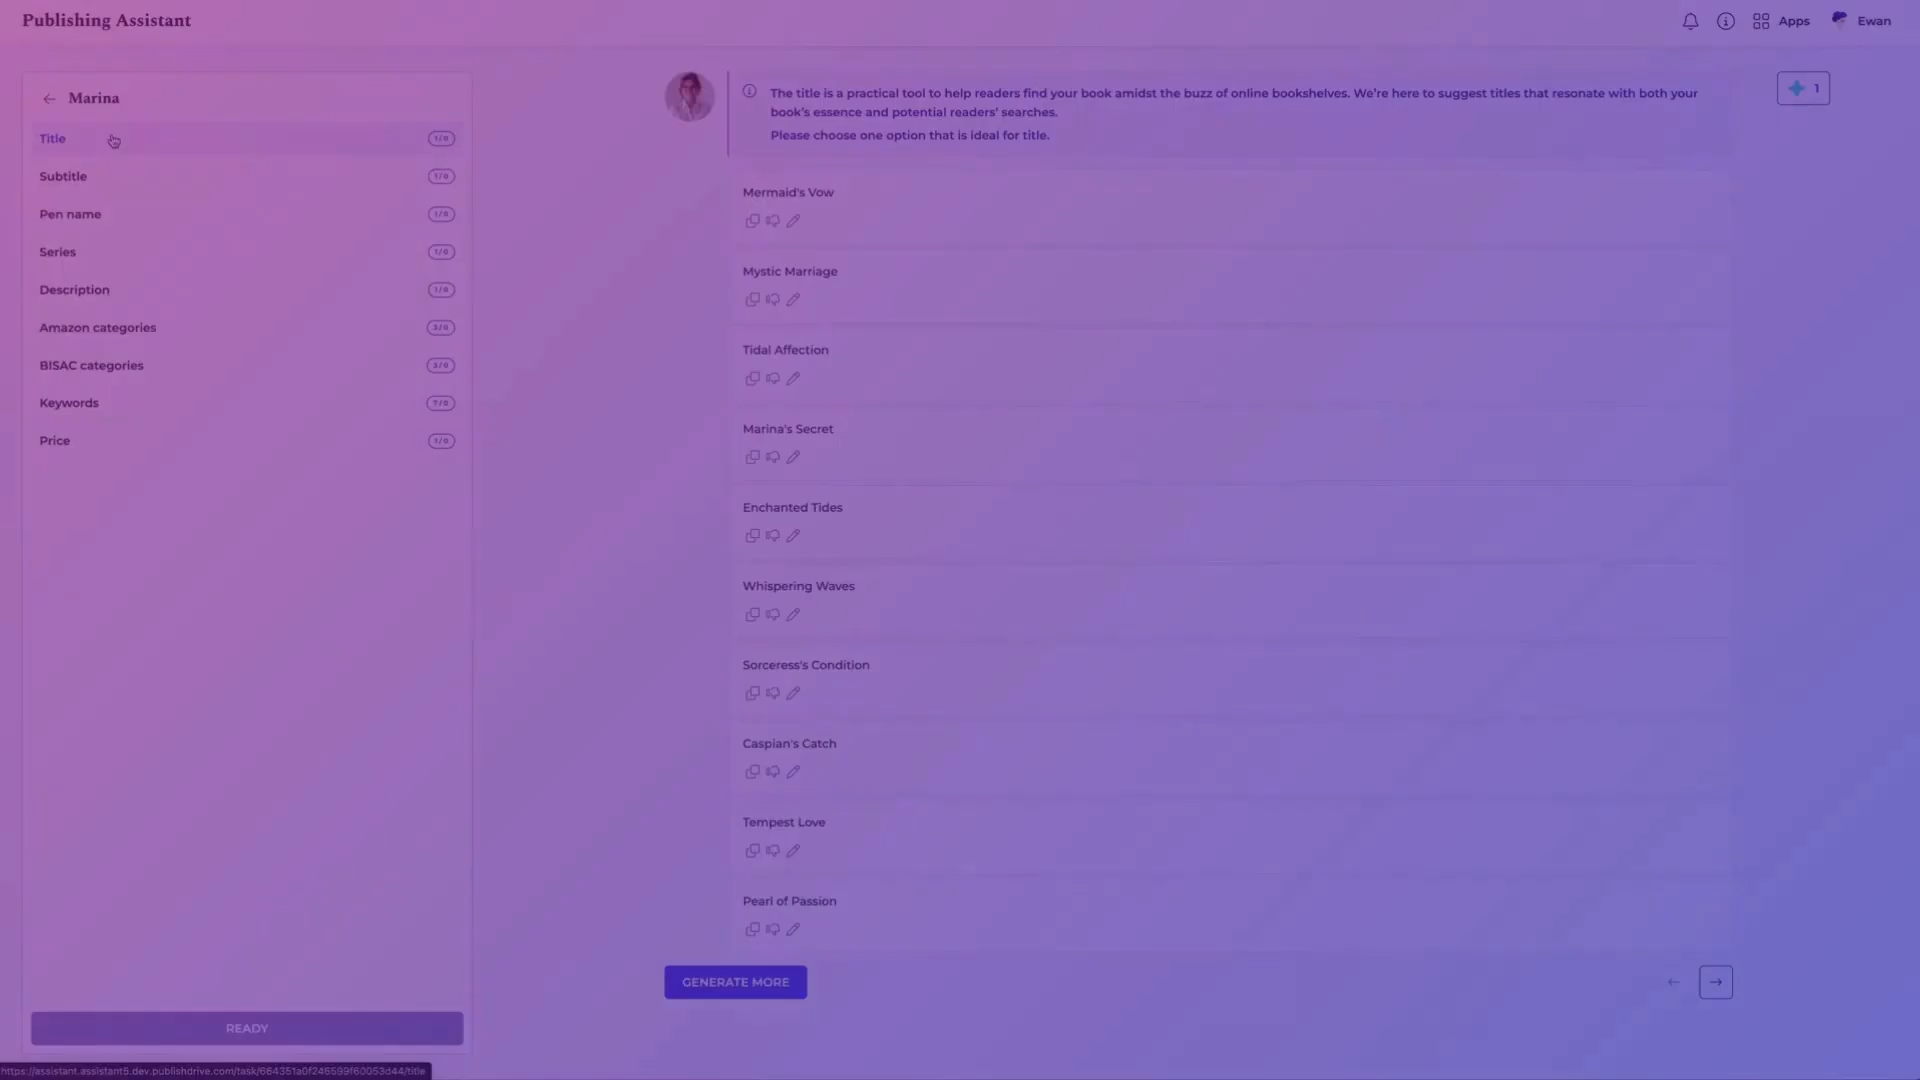 Publishing Assistant
Apps
Ewan
Marina
Title 1/0
Subtitle 1/0
Pen name 1/0
Series 1/0
Description 1/0
Amazon categories 3/0
BISAC categories 3/0
Keywords 7/0
Price 1/0
READY
The title is a practical tool to help readers find your book amidst the buzz of online bookshelves. We're here to suggest titles that resonate with both your
book's essence and potential readers' searches.
Please choose one option that is ideal for title.
1
Mermaid's Vow
Mystic Marriage
Tidal Affection
Marina's Secret
Enchanted Tides
Whispering Waves
Sorceress's Condition
Caspian's Catch
Tempest Love
Pearl of Passion
GENERATE MORE
https://assistant.assistant5.dev.publishdrive.com/task/664351a0f246599f60053d44/title